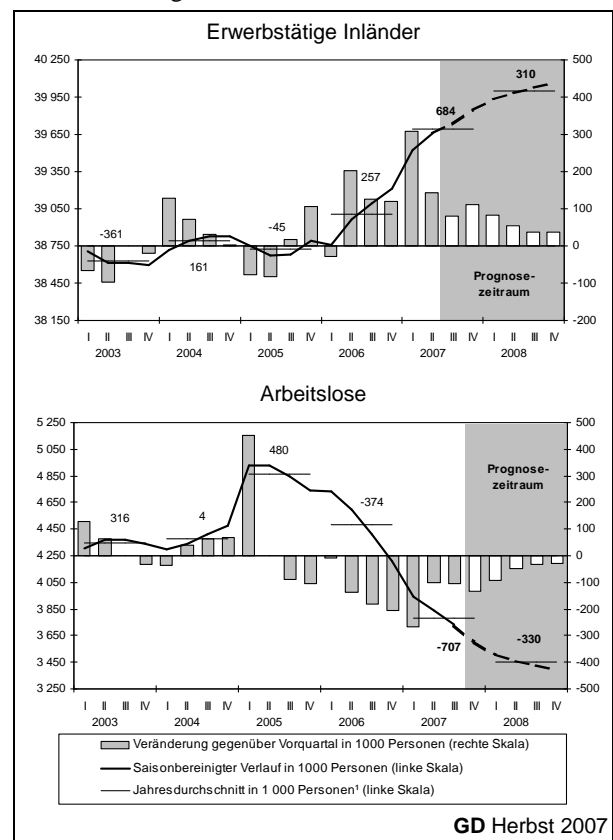 Erwerbstätige Inländer
40 250 500
39 950 400
39 650 300
39 350 200
39 050 100
38 750 0
38 450 -100
38 150 -200
-361
161
-45
257
684
310
Prognose-
zeitraum
I II III IV I II III IV I II III IV I II III IV I II III IV I II III IV
2003 2004 2005 2006 2007 2008
Arbeitslose
5 250 500
5 050 400
4 850 300
4 650 200
4 450 100
4 250 0
4 050 -100
3 850 -200
3 650 -300
3 450 -400
3 250 -500
316
4
480
-374
-707
-330
Prognose-
zeitraum
I II III IV I II III IV I II III IV I II III IV I II III IV I II III IV
2003 2004 2005 2006 2007 2008
Veränderung gegenüber Vorquartal in 1000 Personen (rechte Skala)
Saisonbereinigter Verlauf in 1000 Personen (linke Skala)
Jahresdurchschnitt in 1 000 Personen¹ (linke Skala)
GD Herbst 2007